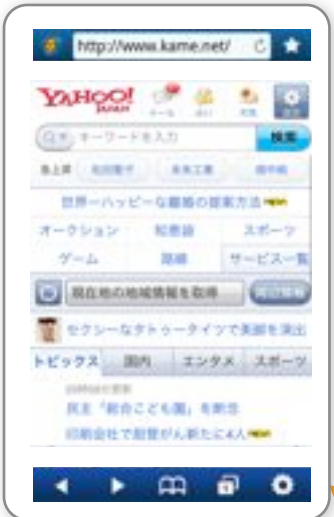 http://www.kame.net/
YAHOO!
JAPAN
キーワードを入力 検索
急上昇
世界一ハッピーな離婚の提案方法
オークション 知恵袋 スポーツ
ゲーム 路線 サービス一覧
現在地の地域情報を取得
セクシーなタトゥータイツで美脚を演出
トピックス 国内 エンタメ スポーツ
民主「総合こども園」を断念
印刷会社で胆管がん新たに4人